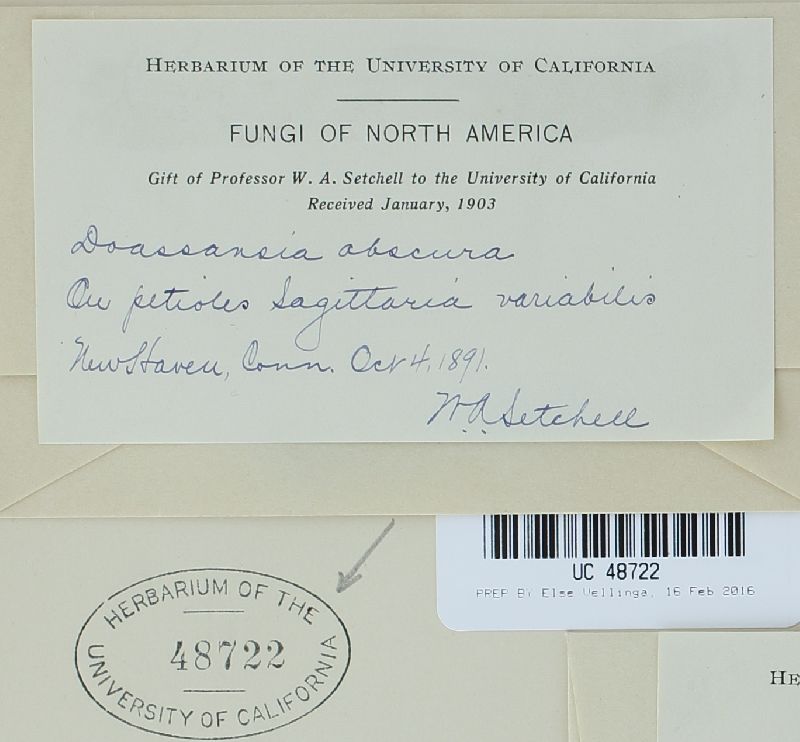 HERBARIUM OF THE UNIVERSITY OF CALIFORNIA
FUNGI OF NORTH AMERICA
Gift of Professor W. A. Setchell to the University of California
Received January, 1903
Doassansia obscura
On petioles Sagittaria variabilis
New Haven, Conn. Oct 4, 1891.
W.A. Setchell
UC 48722
PREP By Else Vellinga, 16 Feb 2016
HERBARIUM OF THE
48722
UNIVERSITY OF CALIFORNIA
HE